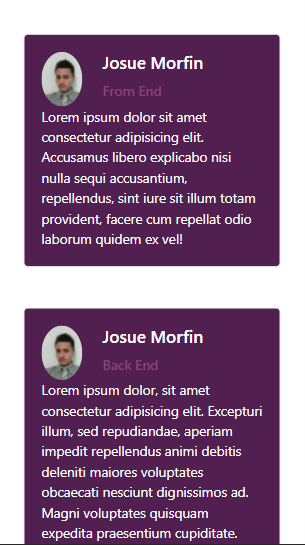 Josue Morfin
From End
Lorem ipsum dolor sit amet
consectetur adipisicing elit.
Accusamus libero explicabo nisi
nulla sequi accusantium,
repellendus, sint iure sit illum totam
provident, facere cum repellat odio
laborum quidem ex vel!
Josue Morfin
Back End
Lorem ipsum dolor, sit amet
consectetur adipisicing elit. Excepturi
illum, sed repudiandae, aperiam
impedit repellendus animi debitis
deleniti maiores voluptates
obcaecati nesciunt dignissimos ad.
Magni voluptates quisquam
expedita praesentium cupiditate.